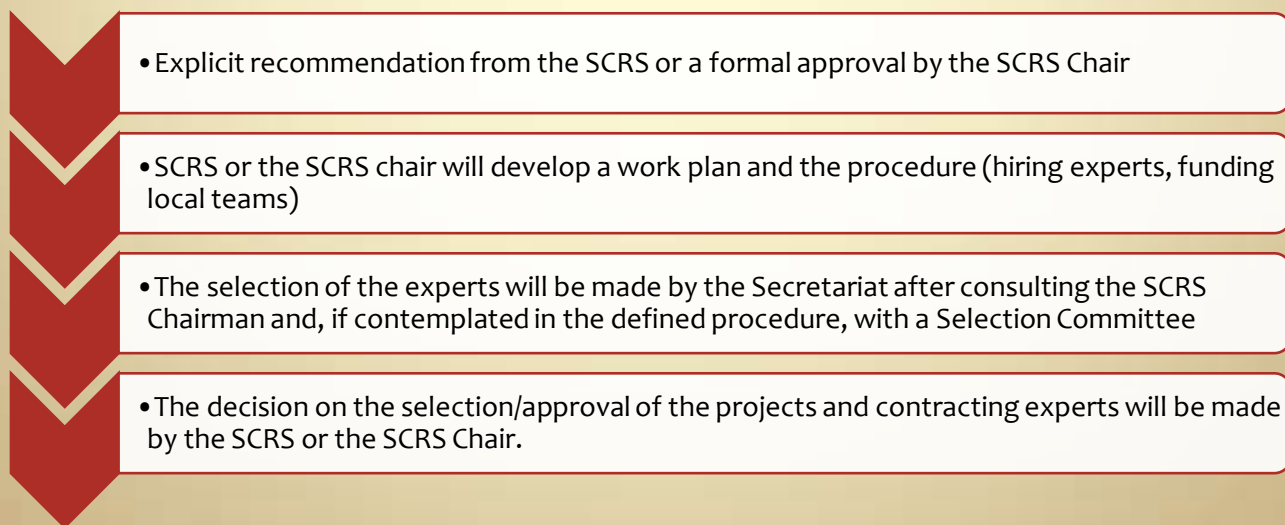 •Explicit recommendation from the SCRS or a formal approval by the SCRS Chair
•SCRS or the SCRS chair will develop a work plan and the procedure (hiring experts, funding
local teams)
•The selection of the experts will be made by the Secretariat after consulting the SCRS
Chairman and, if contemplated in the defined procedure, with a Selection Committee
•The decision on the selection/approval of the projects and contracting experts will be made
by the SCRS or the SCRS Chair.